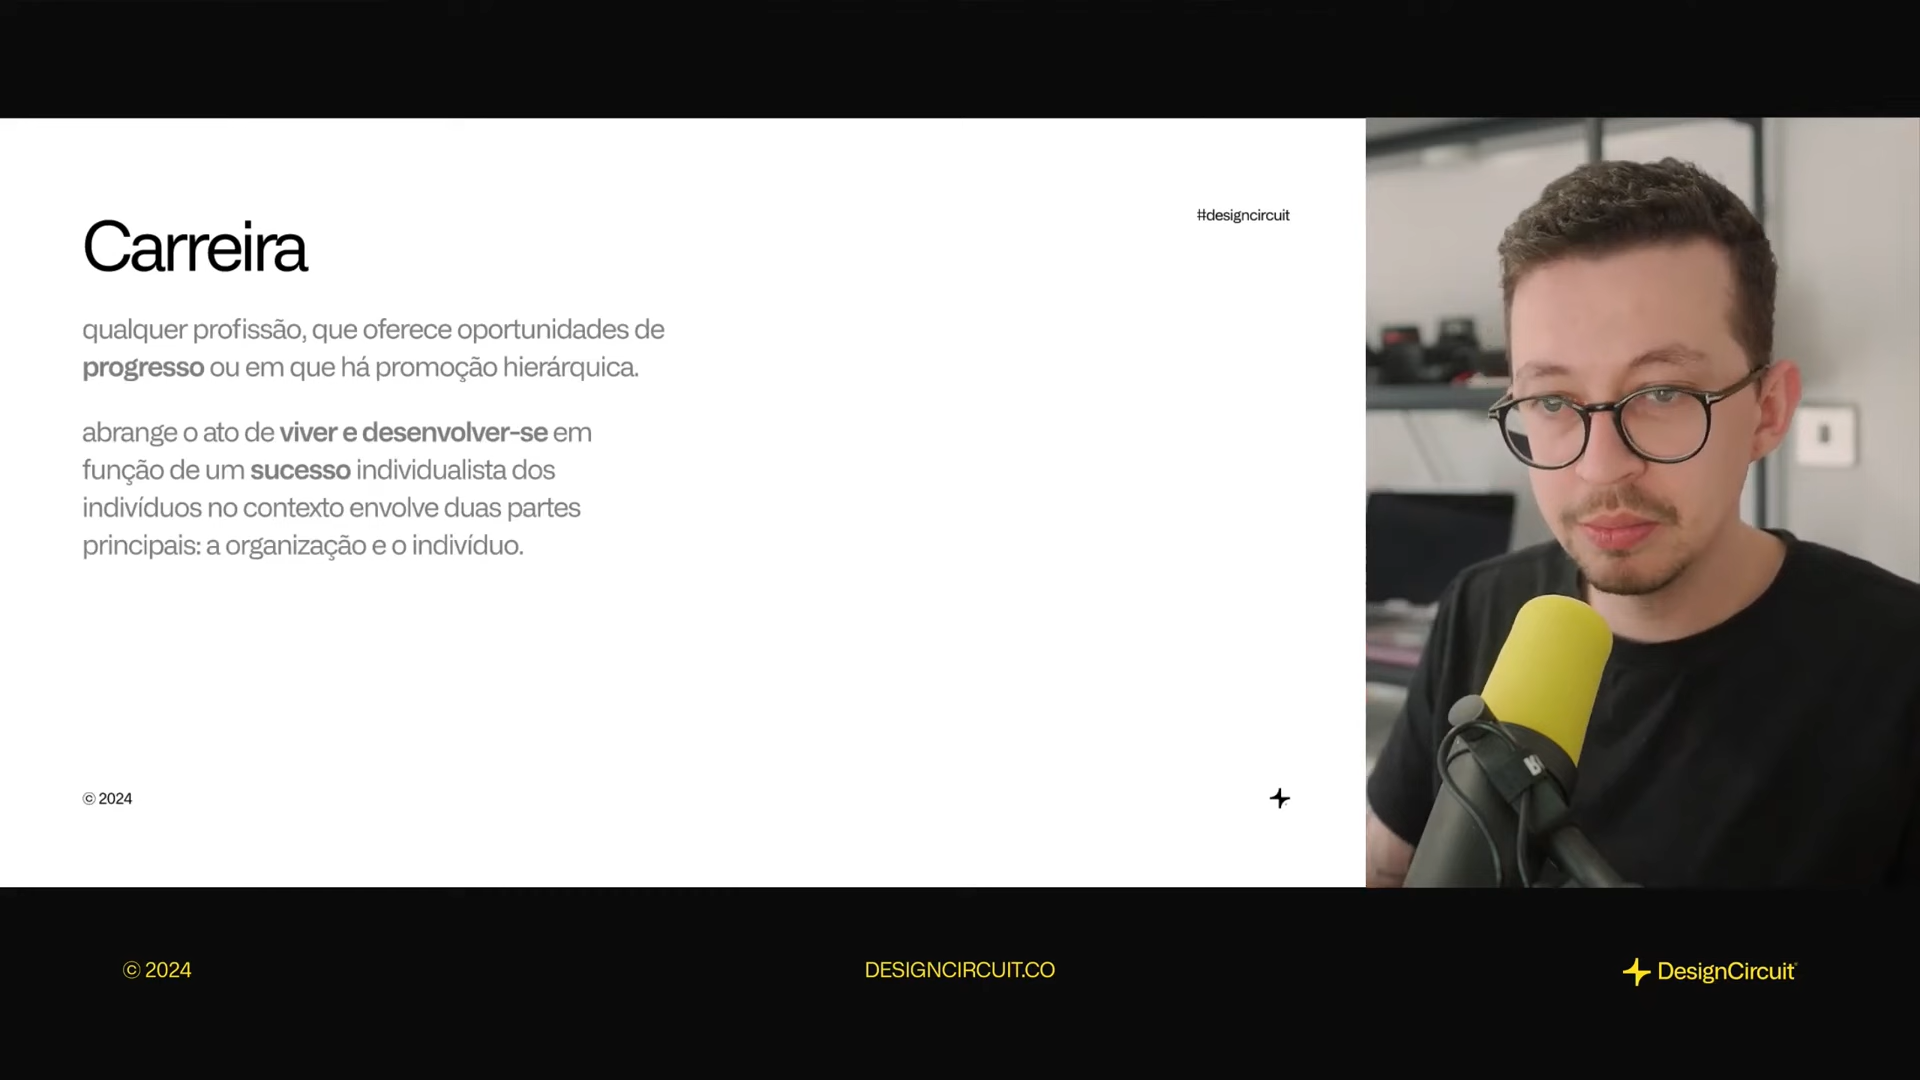 Carreira
#designcircuit
qualquer profissão, que oferece oportunidades de
progresso ou em que há promoção hierárquica.
abrange o ato de viver e desenvolver-se em
função de um sucesso individualista dos
indivíduos no contexto envolve duas partes
principais: a organização e o indivíduo.
© 2024
© 2024
DESIGNCIRCUIT.CO
DesignCircuit